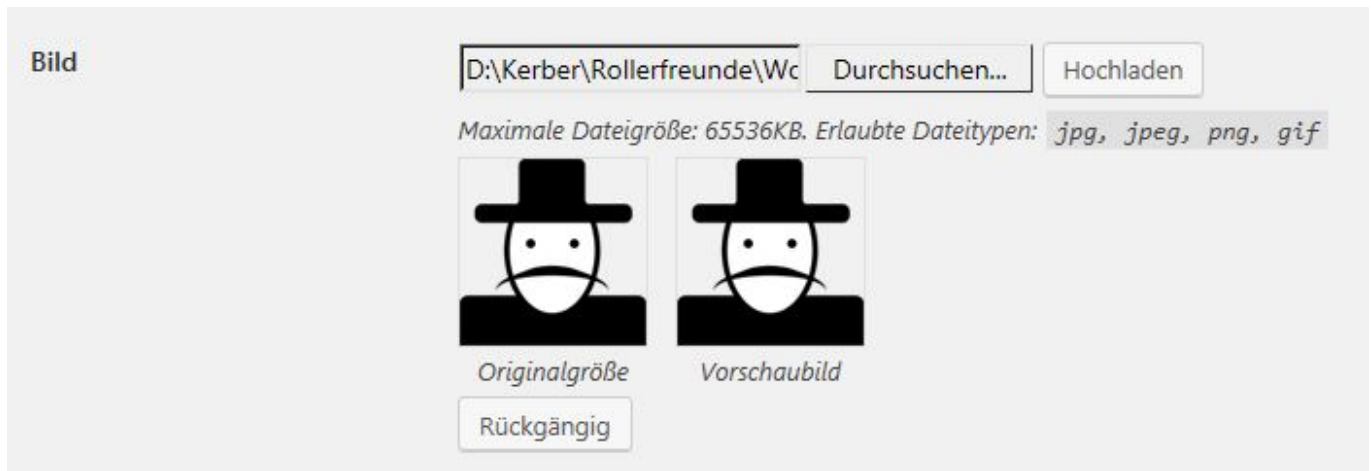 Bild
D:\Kerber\Rollerfreunde\Wo Durchsuchen... Hochladen
Maximale Dateigröße: 65536KB. Erlaubte Dateitypen: jpg, jpeg, png, gif
Originalgröße Vorschaubild
Rückgängig